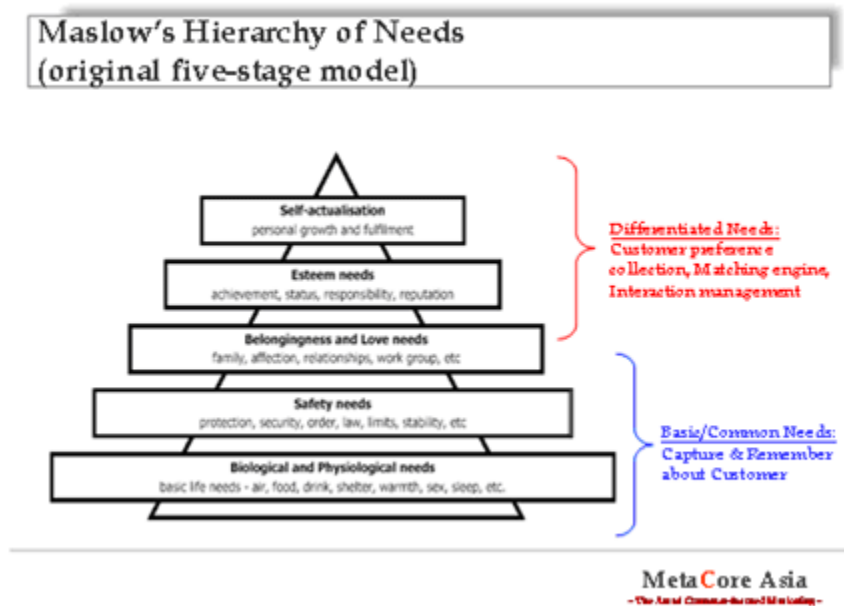 Maslow's Hierarchy of Needs
(original five-stage model)
Self-actualisation
personal growth and fulfilment
Esteem needs
achievement, status, responsibility, reputation
Belongingness and Love needs
family, affection, relationships, work group, etc
Safety needs
protection, security, order, law, limits, stability, etc
Biological and Physiological needs
basic life needs - air, food, drink, shelter, warmth, sex, sleep, etc.
Differentiated Needs:
Customer preference
collection, Matching engine,
Interaction management
Basic/Common Needs:
Capture & Remember
about Customer
MetaCore Asia